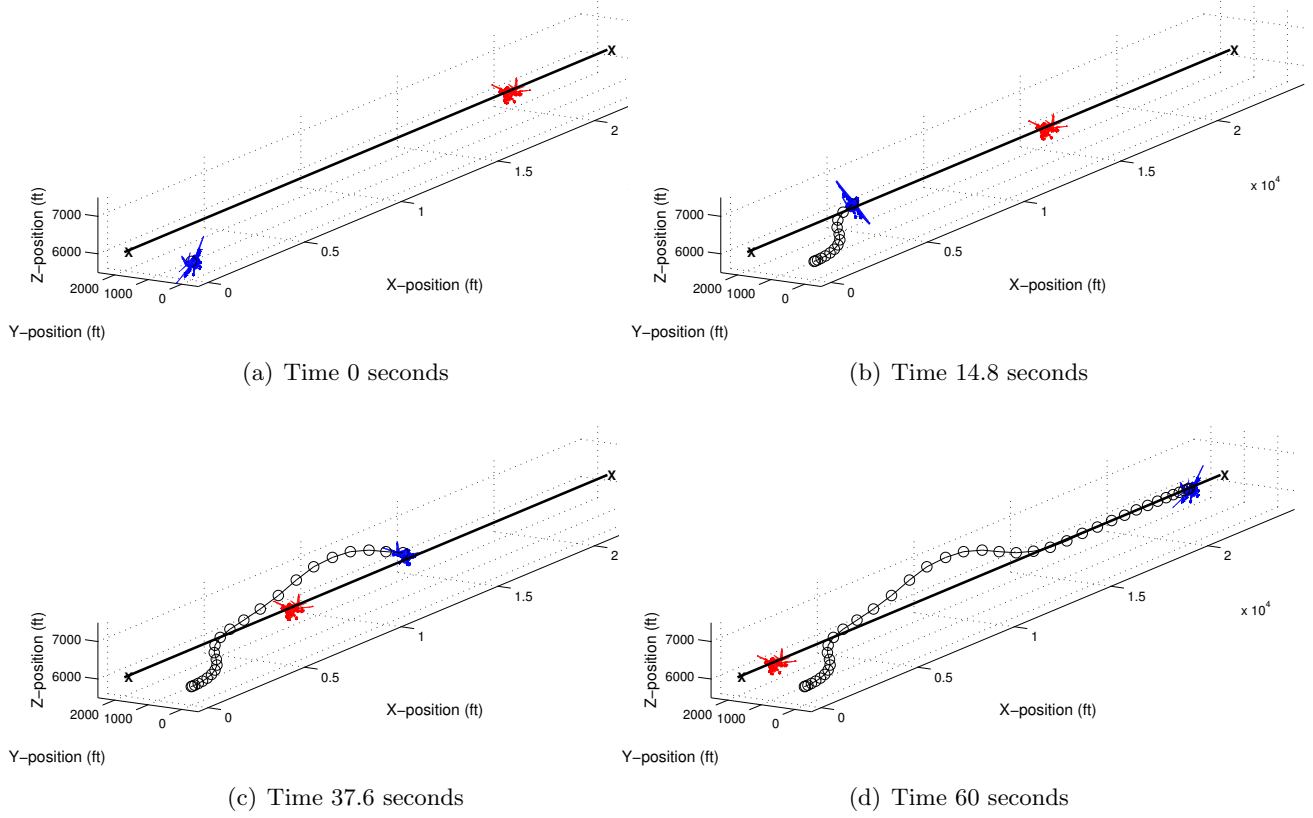 X
X
7000
6000
Z−position (ft)
2000
1000
0
0
0.5
1
1.5
2
X−position (ft)
Y−position (ft)
(a) Time 0 seconds
X
X
7000
6000
Z−position (ft)
2000
1000
0
0
0.5
1
1.5
2
x 10⁴
X−position (ft)
Y−position (ft)
(b) Time 14.8 seconds
X
X
7000
6000
Z−position (ft)
2000
1000
0
0
0.5
1
1.5
2
X−position (ft)
Y−position (ft)
(c) Time 37.6 seconds
X
X
7000
6000
Z−position (ft)
2000
1000
0
0
0.5
1
1.5
2
x 10⁴
X−position (ft)
Y−position (ft)
(d) Time 60 seconds